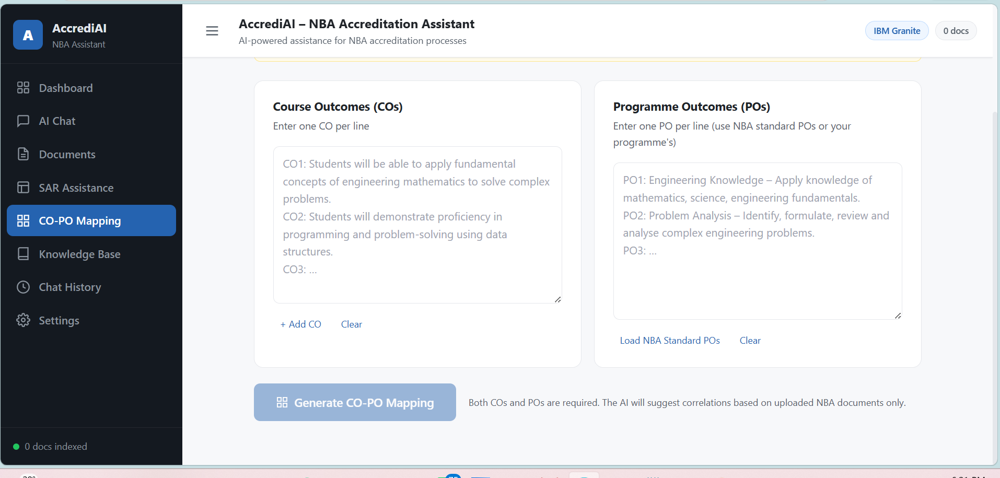 A
AccrediAI
NBA Assistant
Dashboard
AI Chat
Documents
SAR Assistance
CO-PO Mapping
Knowledge Base
Chat History
Settings
0 docs indexed
AccrediAI – NBA Accreditation Assistant
AI-powered assistance for NBA accreditation processes
IBM Granite
0 docs
Course Outcomes (COs)
Enter one CO per line
CO1: Students will be able to apply fundamental
concepts of engineering mathematics to solve complex
problems.
CO2: Students will demonstrate proficiency in
programming and problem-solving using data
structures.
CO3: ...
+ Add CO
Clear
Programme Outcomes (POs)
Enter one PO per line (use NBA standard POs or your
programme's)
PO1: Engineering Knowledge – Apply knowledge of
mathematics, science, engineering fundamentals.
PO2: Problem Analysis – Identify, formulate, review and
analyse complex engineering problems.
PO3: ...
Load NBA Standard POs
Clear
Generate CO-PO Mapping
Both COs and POs are required. The AI will suggest correlations based on uploaded NBA documents only.